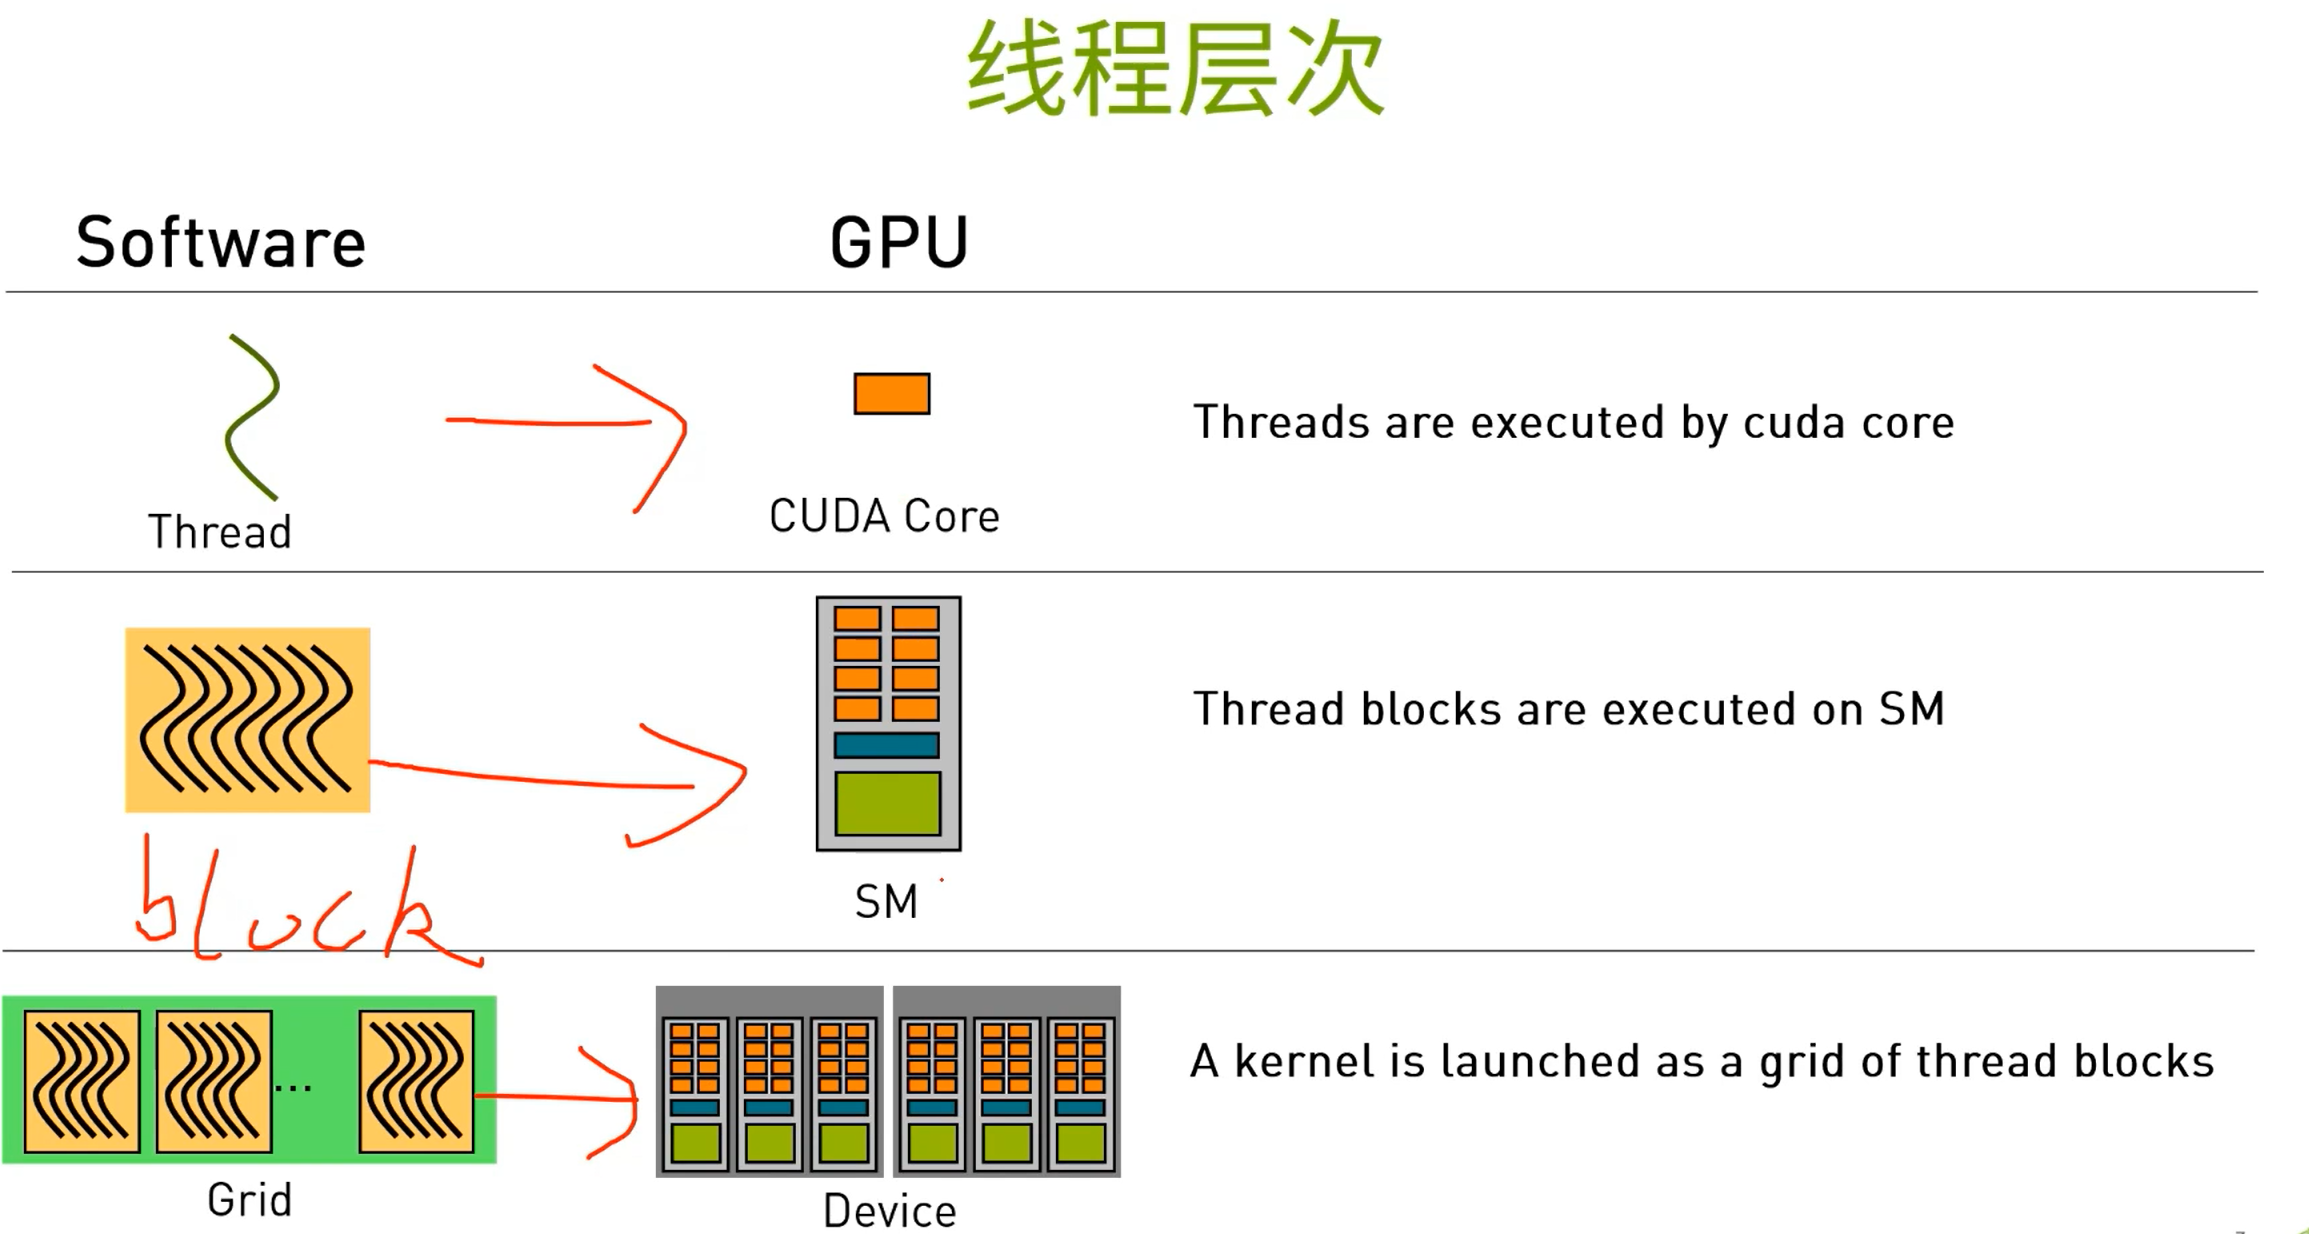 线程层次
Software
GPU
Thread
CUDA Core
Threads are executed by cuda core
block
SM
Thread blocks are executed on SM
...
Grid
Device
A kernel is launched as a grid of thread blocks